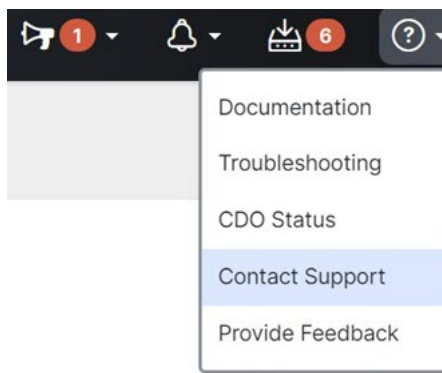 1
6
?
Documentation
Troubleshooting
CDO Status
Contact Support
Provide Feedback